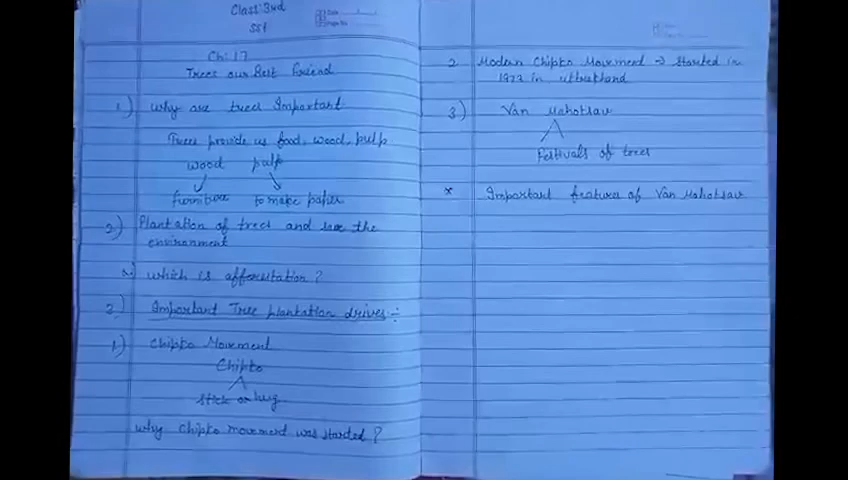 Class: 3rd
SSt
Ch: 17
Trees our Best friend
1) Why are trees Important
Trees provide us food, wood, pulp
wood pulp
furniture to make paper
2) Plantation of trees and save the
environment
which is afforestation?
2) Important Tree plantation drives:-
1) Chipko Movement
Chipko
stick or hug
why chipko movement was started?
2 Modern Chipko Movement → started in
in uttrakhand
3) Van Mahotsav
Festivals of trees
* Important features of Van Mahotsav